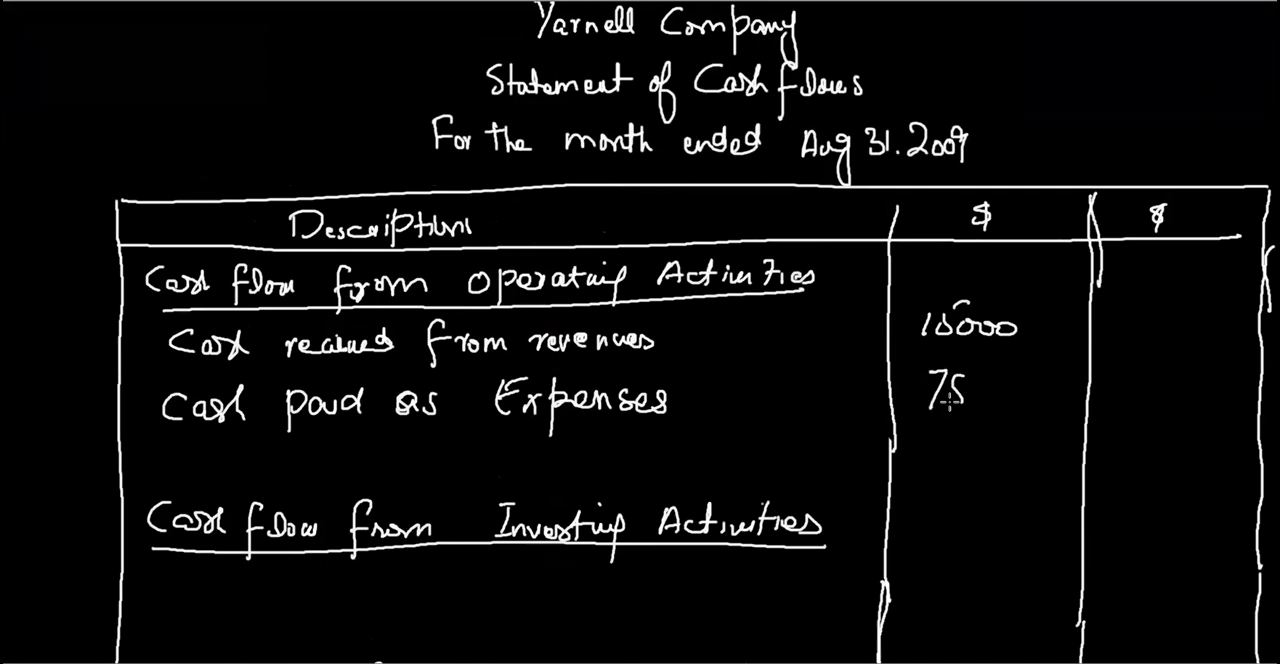 Yarnell Company
Statement of Cash flows
For the month ended Aug 31.2009
Description $ $
Cash flow from Operating Activities
Cash received from revenues 15000
Cash paid as Expenses 75
Cash flow from Investing Activities